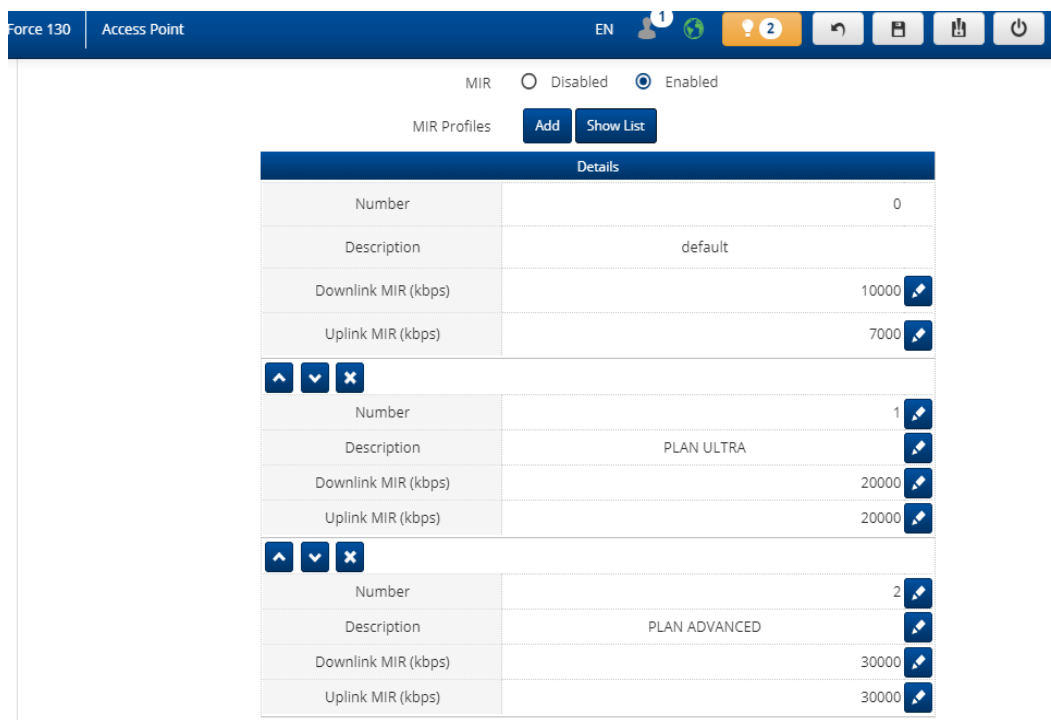 Force 130 Access Point EN 1 2
MIR Disabled Enabled
MIR Profiles Add Show List
Details
Number 0
Description default
Downlink MIR (kbps) 10000
Uplink MIR (kbps) 7000
Number 1
Description PLAN ULTRA
Downlink MIR (kbps) 20000
Uplink MIR (kbps) 20000
Number 2
Description PLAN ADVANCED
Downlink MIR (kbps) 30000
Uplink MIR (kbps) 30000